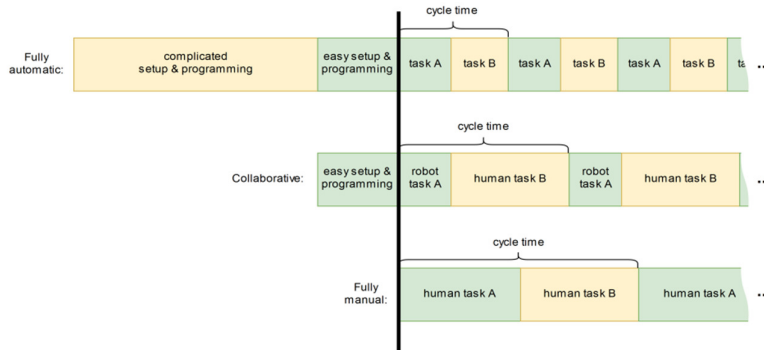 cycle time
Fully
automatic:
complicated
setup & programming
easy setup &
programming
task A
task B
task A
task B
task A
task B
ta
...
cycle time
Collaborative:
easy setup &
programming
robot
task A
human task B
robot
task A
human task B
...
cycle time
Fully
manual:
human task A
human task B
human task A
...